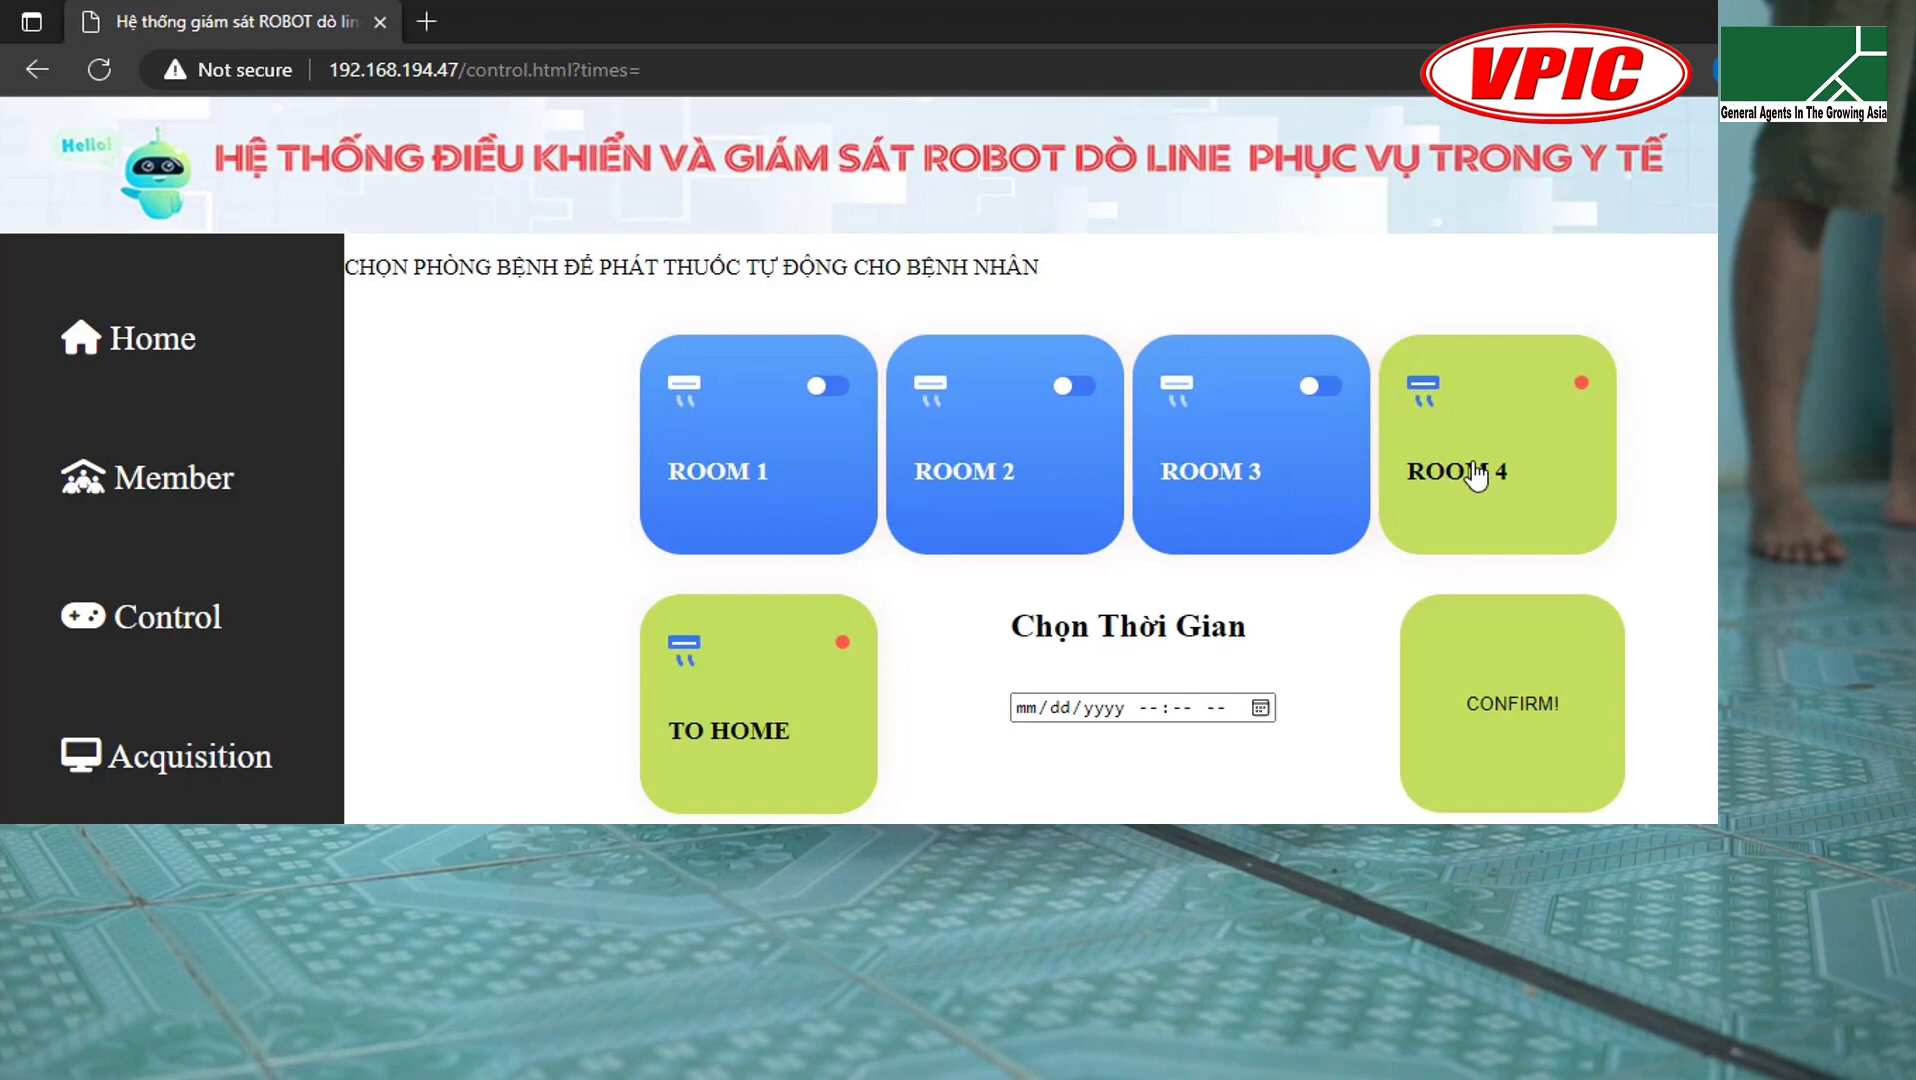 Hệ thống giám sát ROBOT dò lin
Not secure
192.168.194.47/control.html?times=
VPIC
General Agents In The Growing Asia
Hello!
HỆ THỐNG ĐIỀU KHIỂN VÀ GIÁM SÁT ROBOT DÒ LINE PHỤC VỤ TRONG Y TẾ
CHỌN PHÒNG BỆNH ĐỂ PHÁT THUỐC TỰ ĐỘNG CHO BỆNH NHÂN
Home
Member
Control
Acquisition
ROOM 1
ROOM 2
ROOM 3
ROOM 4
TO HOME
Chọn Thời Gian
mm/dd/yyyy --:-- --
CONFIRM!